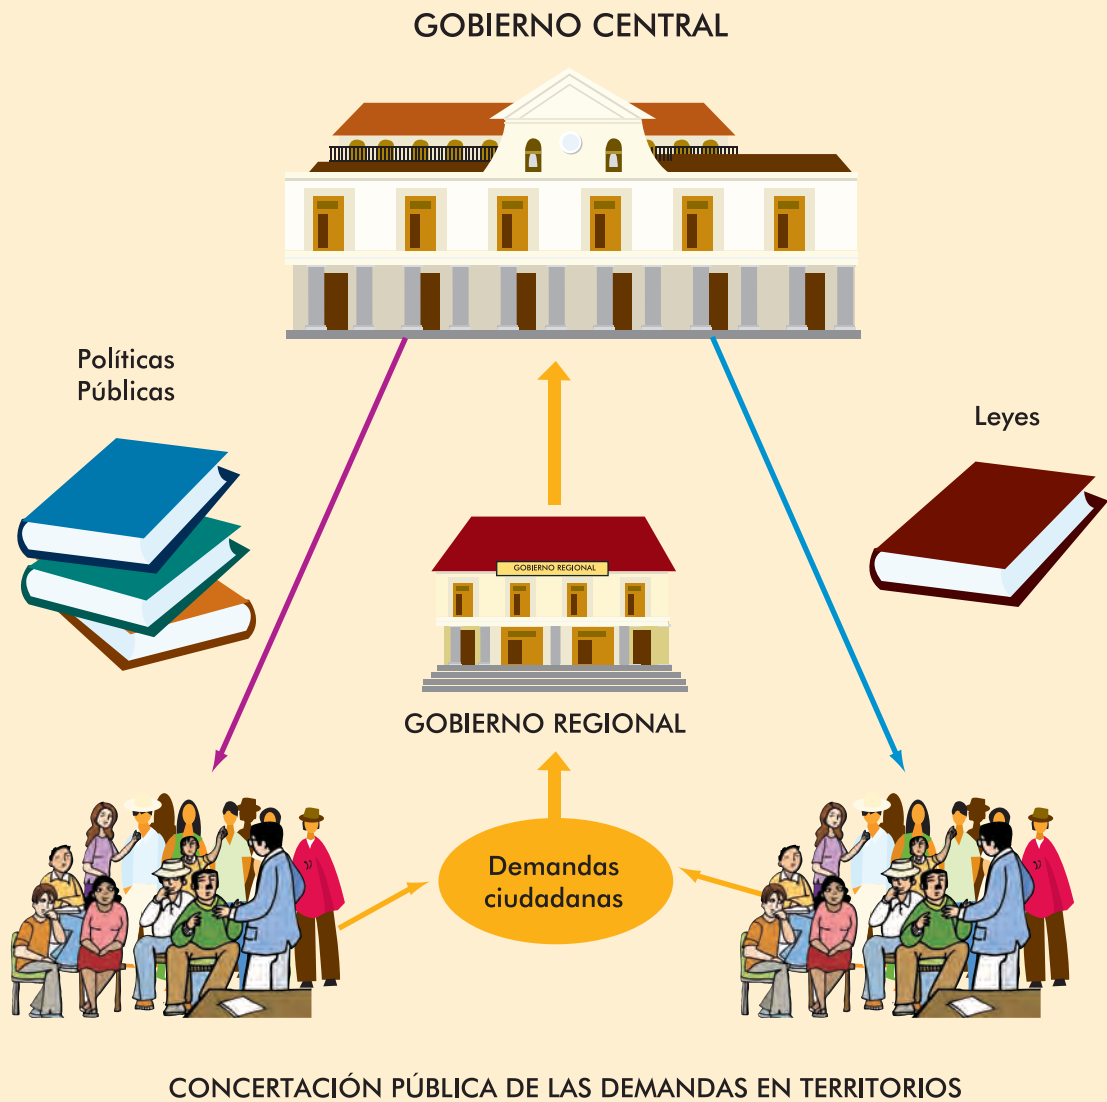 GOBIERNO CENTRAL
Políticas
Públicas
Leyes
GOBIERNO REGIONAL
GOBIERNO REGIONAL
Demandas
ciudadanas
CONCERTACIÓN PÚBLICA DE LAS DEMANDAS EN TERRITORIOS